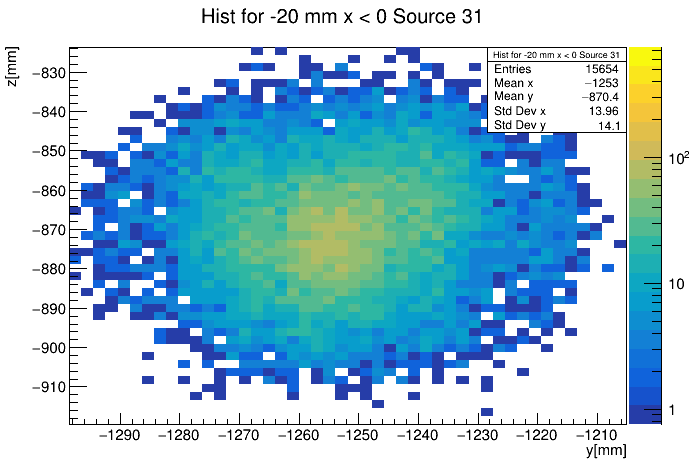 Hist for -20 mm x < 0 Source 31
z[mm]
Hist for -20 mm x < 0 Source 31
Entries 15654
Mean x −1253
Mean y −870.4
Std Dev x 13.96
Std Dev y 14.1
−830
−840
−850
−860
−870
−880
−890
−900
−910
10²
10
1
−1290 −1280 −1270 −1260 −1250 −1240 −1230 −1220 −1210
y[mm]